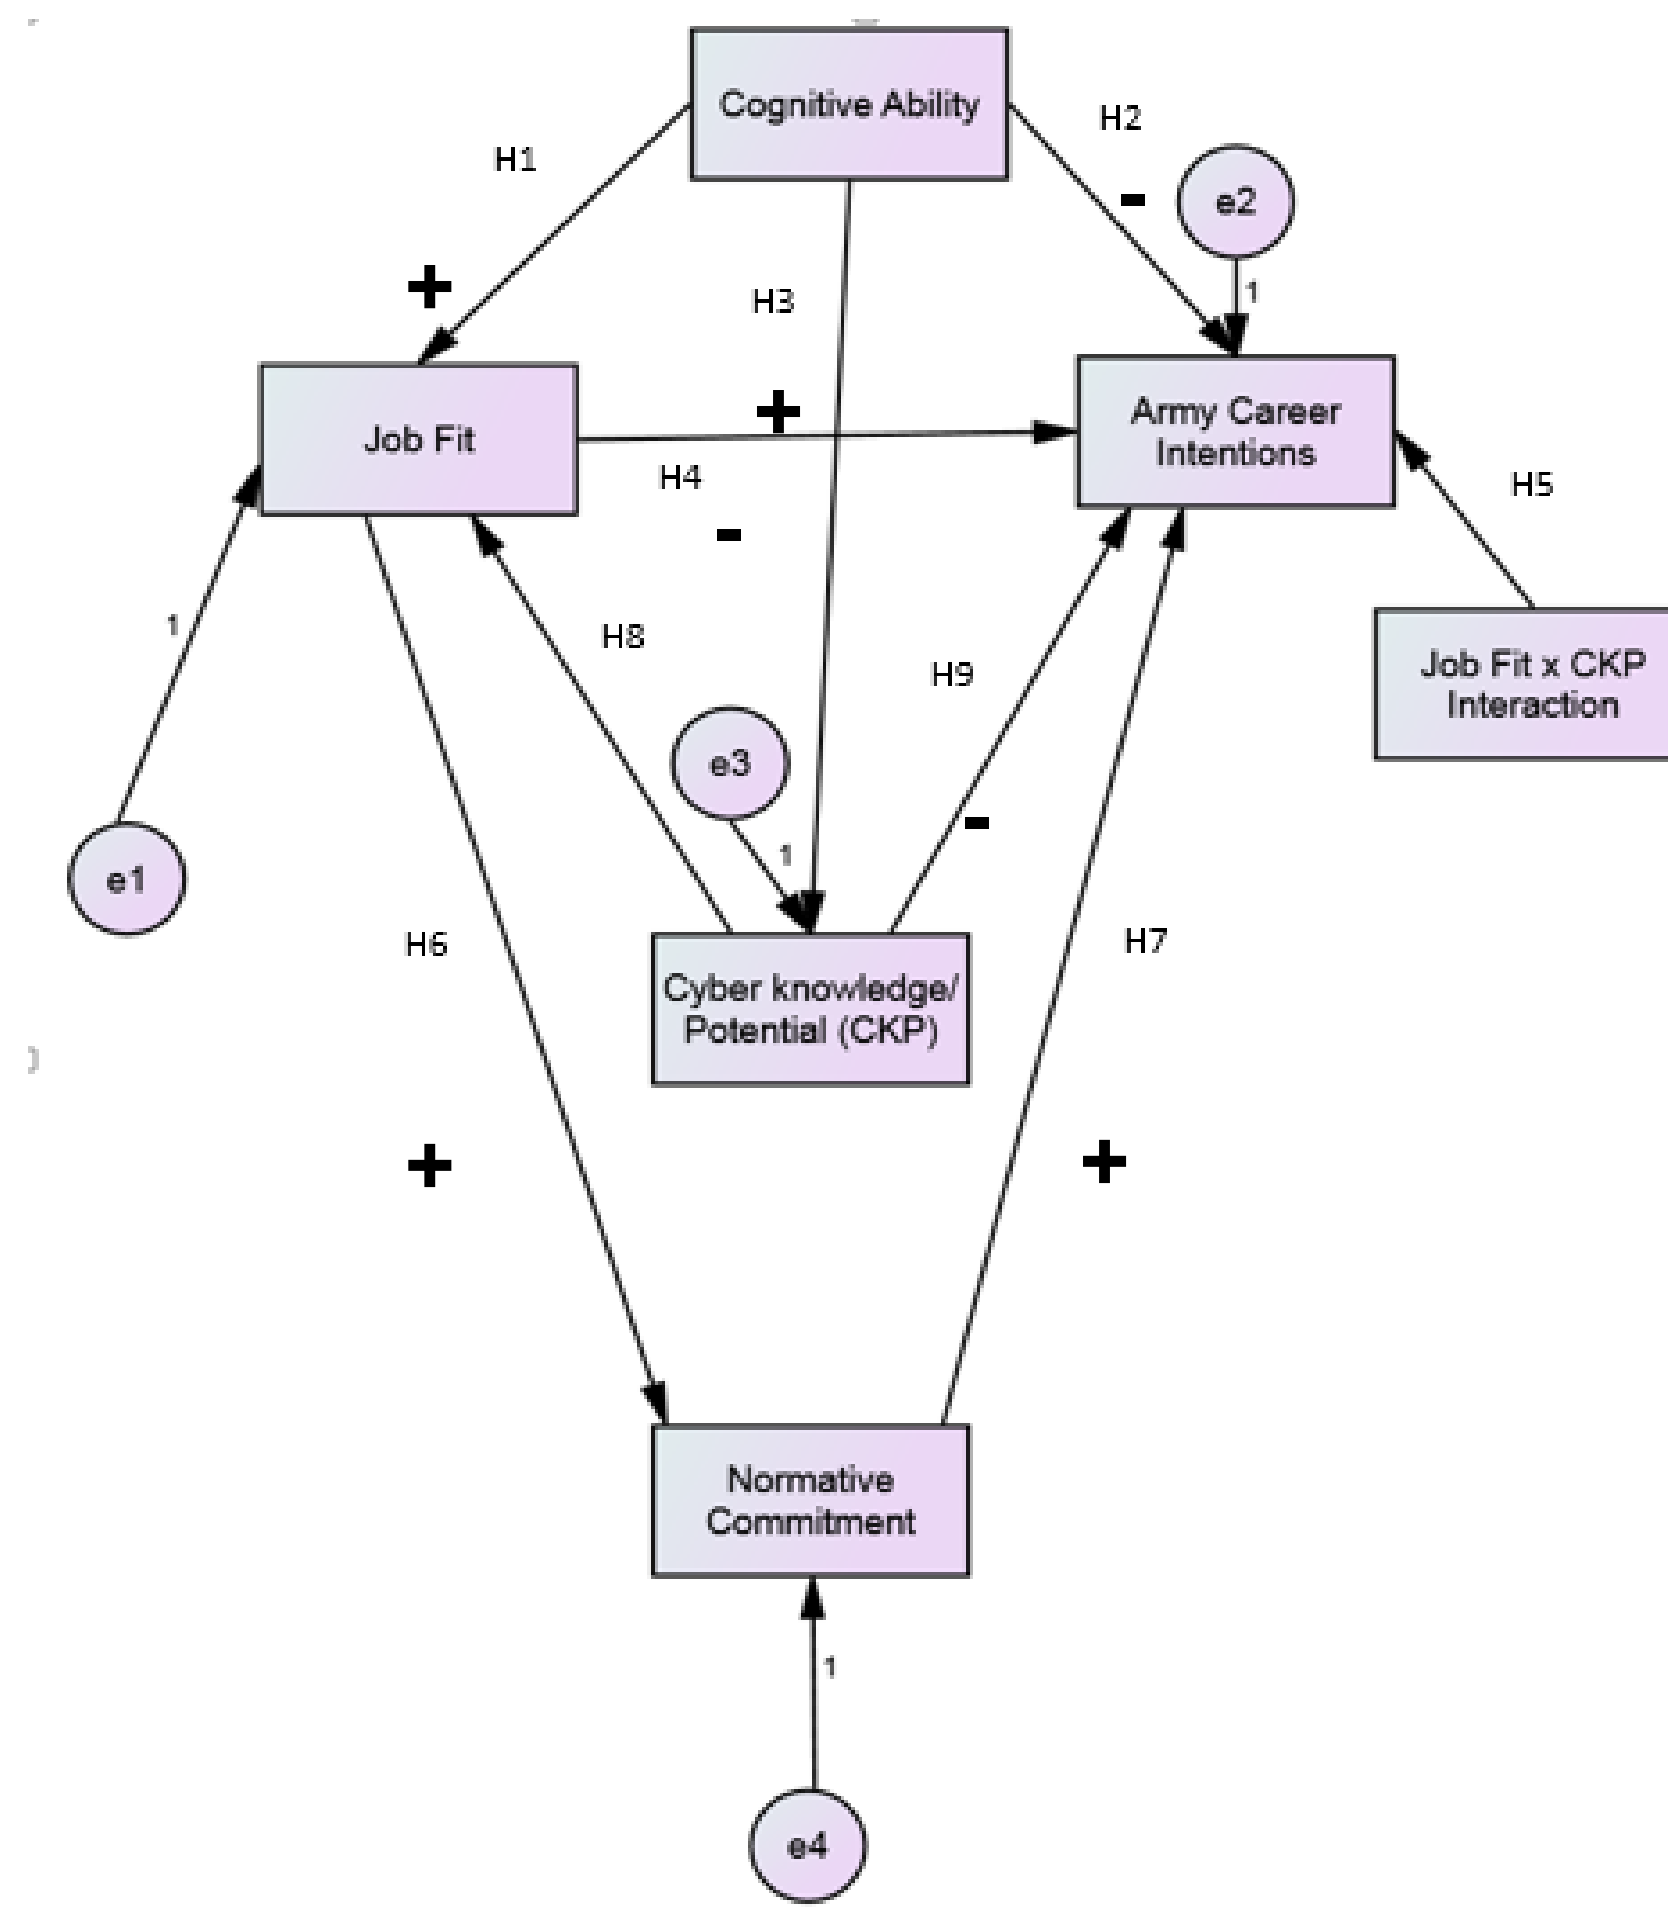 Cognitive Ability
H1
H2
-
e2
+
H3
1
+
Job Fit
Army Career
Intentions
H4
H5
-
1
H8
H9
Job Fit x CKP
Interaction
e3
-
1
e1
H6
H7
Cyber knowledge/
Potential (CKP)
+
+
Normative
Commitment
1
e4